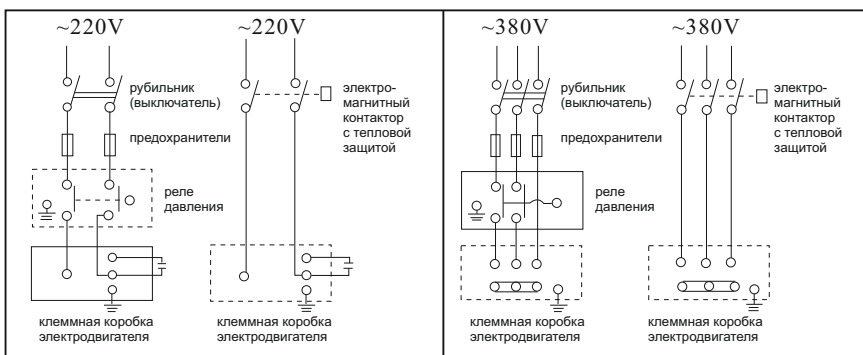 ~220V
~220V
рубильник
(выключатель)
электро-
магнитный
контактор
с тепловой
защитой
предохранители
реле
давления
клеммная коробка
электродвигателя
клеммная коробка
электродвигателя
~380V
~380V
рубильник
(выключатель)
электро-
магнитный
контактор
с тепловой
защитой
предохранители
реле
давления
клеммная коробка
электродвигателя
клеммная коробка
электродвигателя